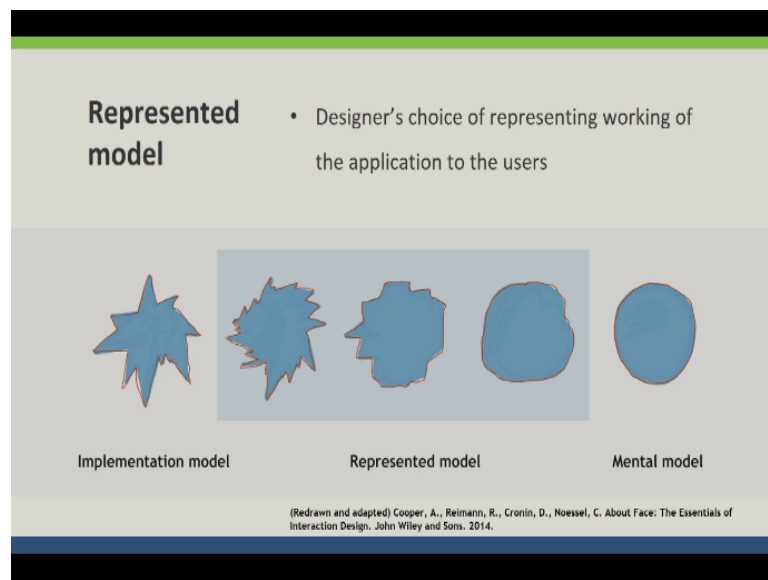 Represented
model
• Designer's choice of representing working of
the application to the users
Implementation model
Represented model
Mental model
(Redrawn and adapted) Cooper, A., Reimann, R., Cronin, D., Noessel, C. About Face: The Essentials of
Interaction Design. John Wiley and Sons. 2014.